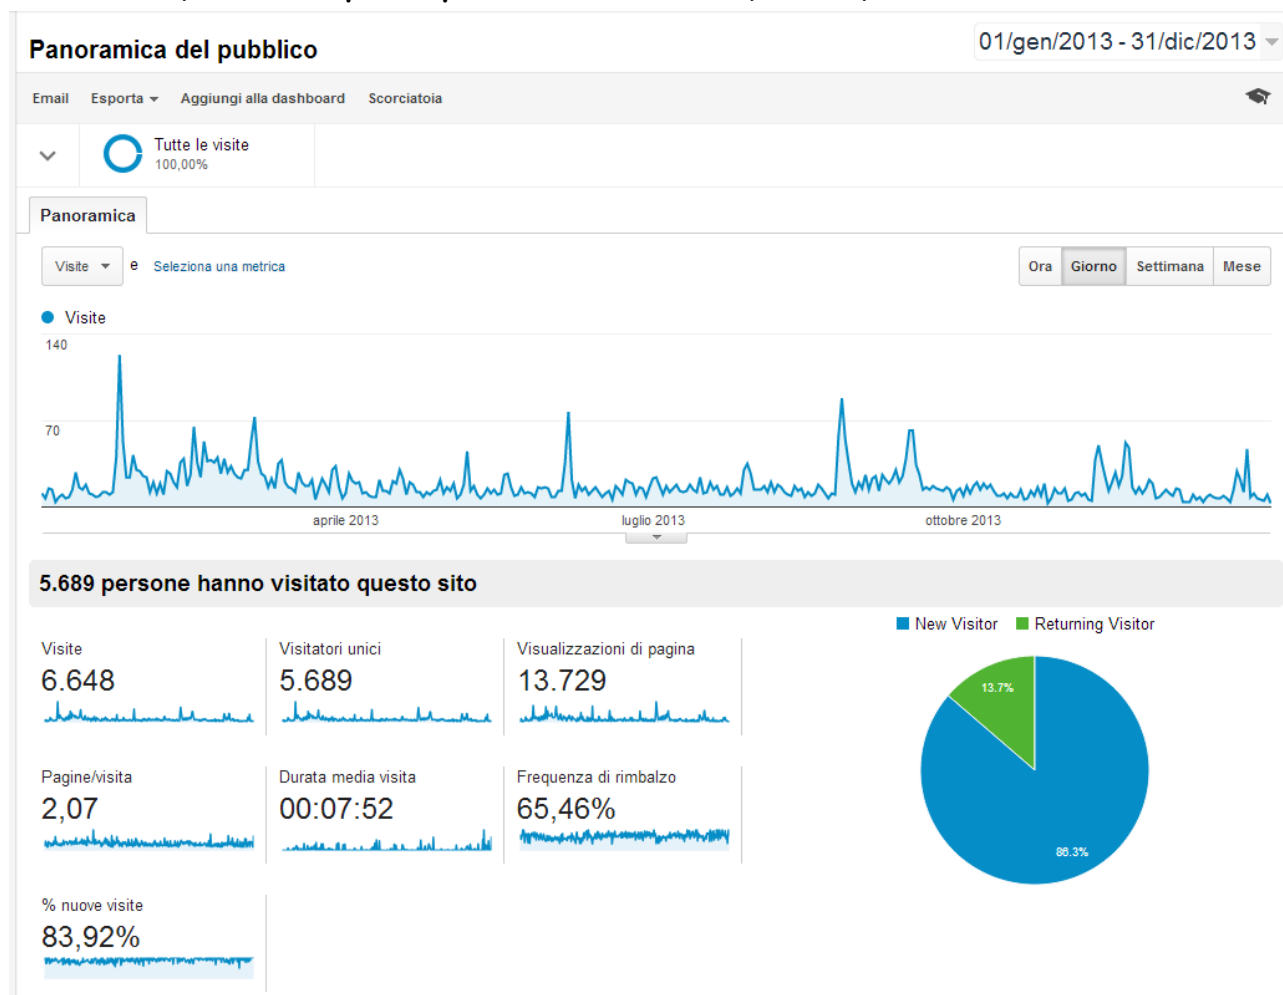 Panoramica del pubblico
01/gen/2013 - 31/dic/2013
Email Esporta Aggiungi alla dashboard Scorciatoia
Tutte le visite
100,00%
Panoramica
Visite e Seleziona una metrica
Ora Giorno Settimana Mese
Visite
140
70
aprile 2013 luglio 2013 ottobre 2013
5.689 persone hanno visitato questo sito
New Visitor Returning Visitor
Visite
6.648
Visitatori unici
5.689
Visualizzazioni di pagina
13.729
Pagine/visita
2,07
Durata media visita
00:07:52
Frequenza di rimbalzo
65,46%
% nuove visite
83,92%
13.7%
86.3%